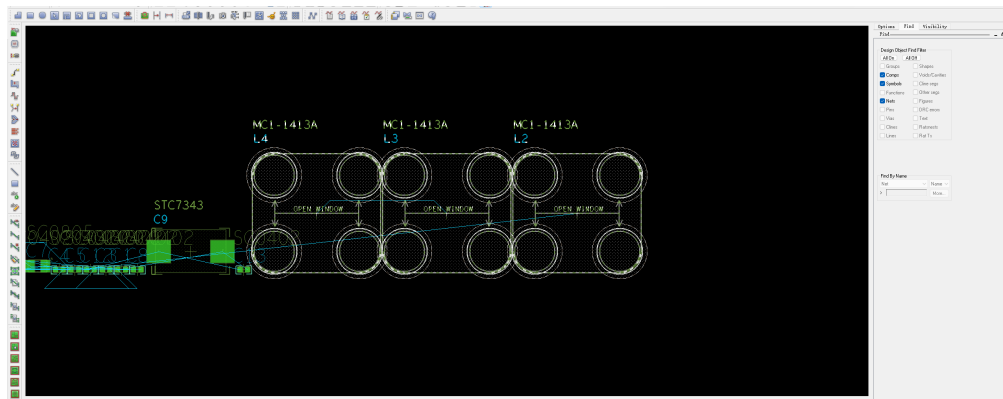 Options Find Visibility
Find
Design Object Find Filter
All On All Off
Groups Shapes
Comps Voids/Cavities
Symbols Cline segs
Functions Other segs
Nets Figures
Pins DRC errors
Vias Text
Clines Ratsnests
Lines Rat Ts
Find By Name
Net Name
> More...
MC1-1413A MC1-1413A MC1-1413A
L4 L3 L2
OPEN WINDOW OPEN WINDOW OPEN WINDOW
STC7343
C9